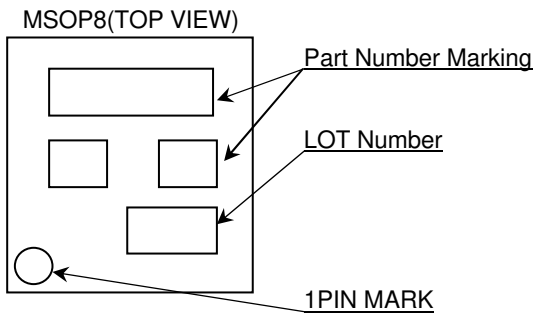 MSOP8(TOP VIEW)
Part Number Marking
LOT Number
1PIN MARK